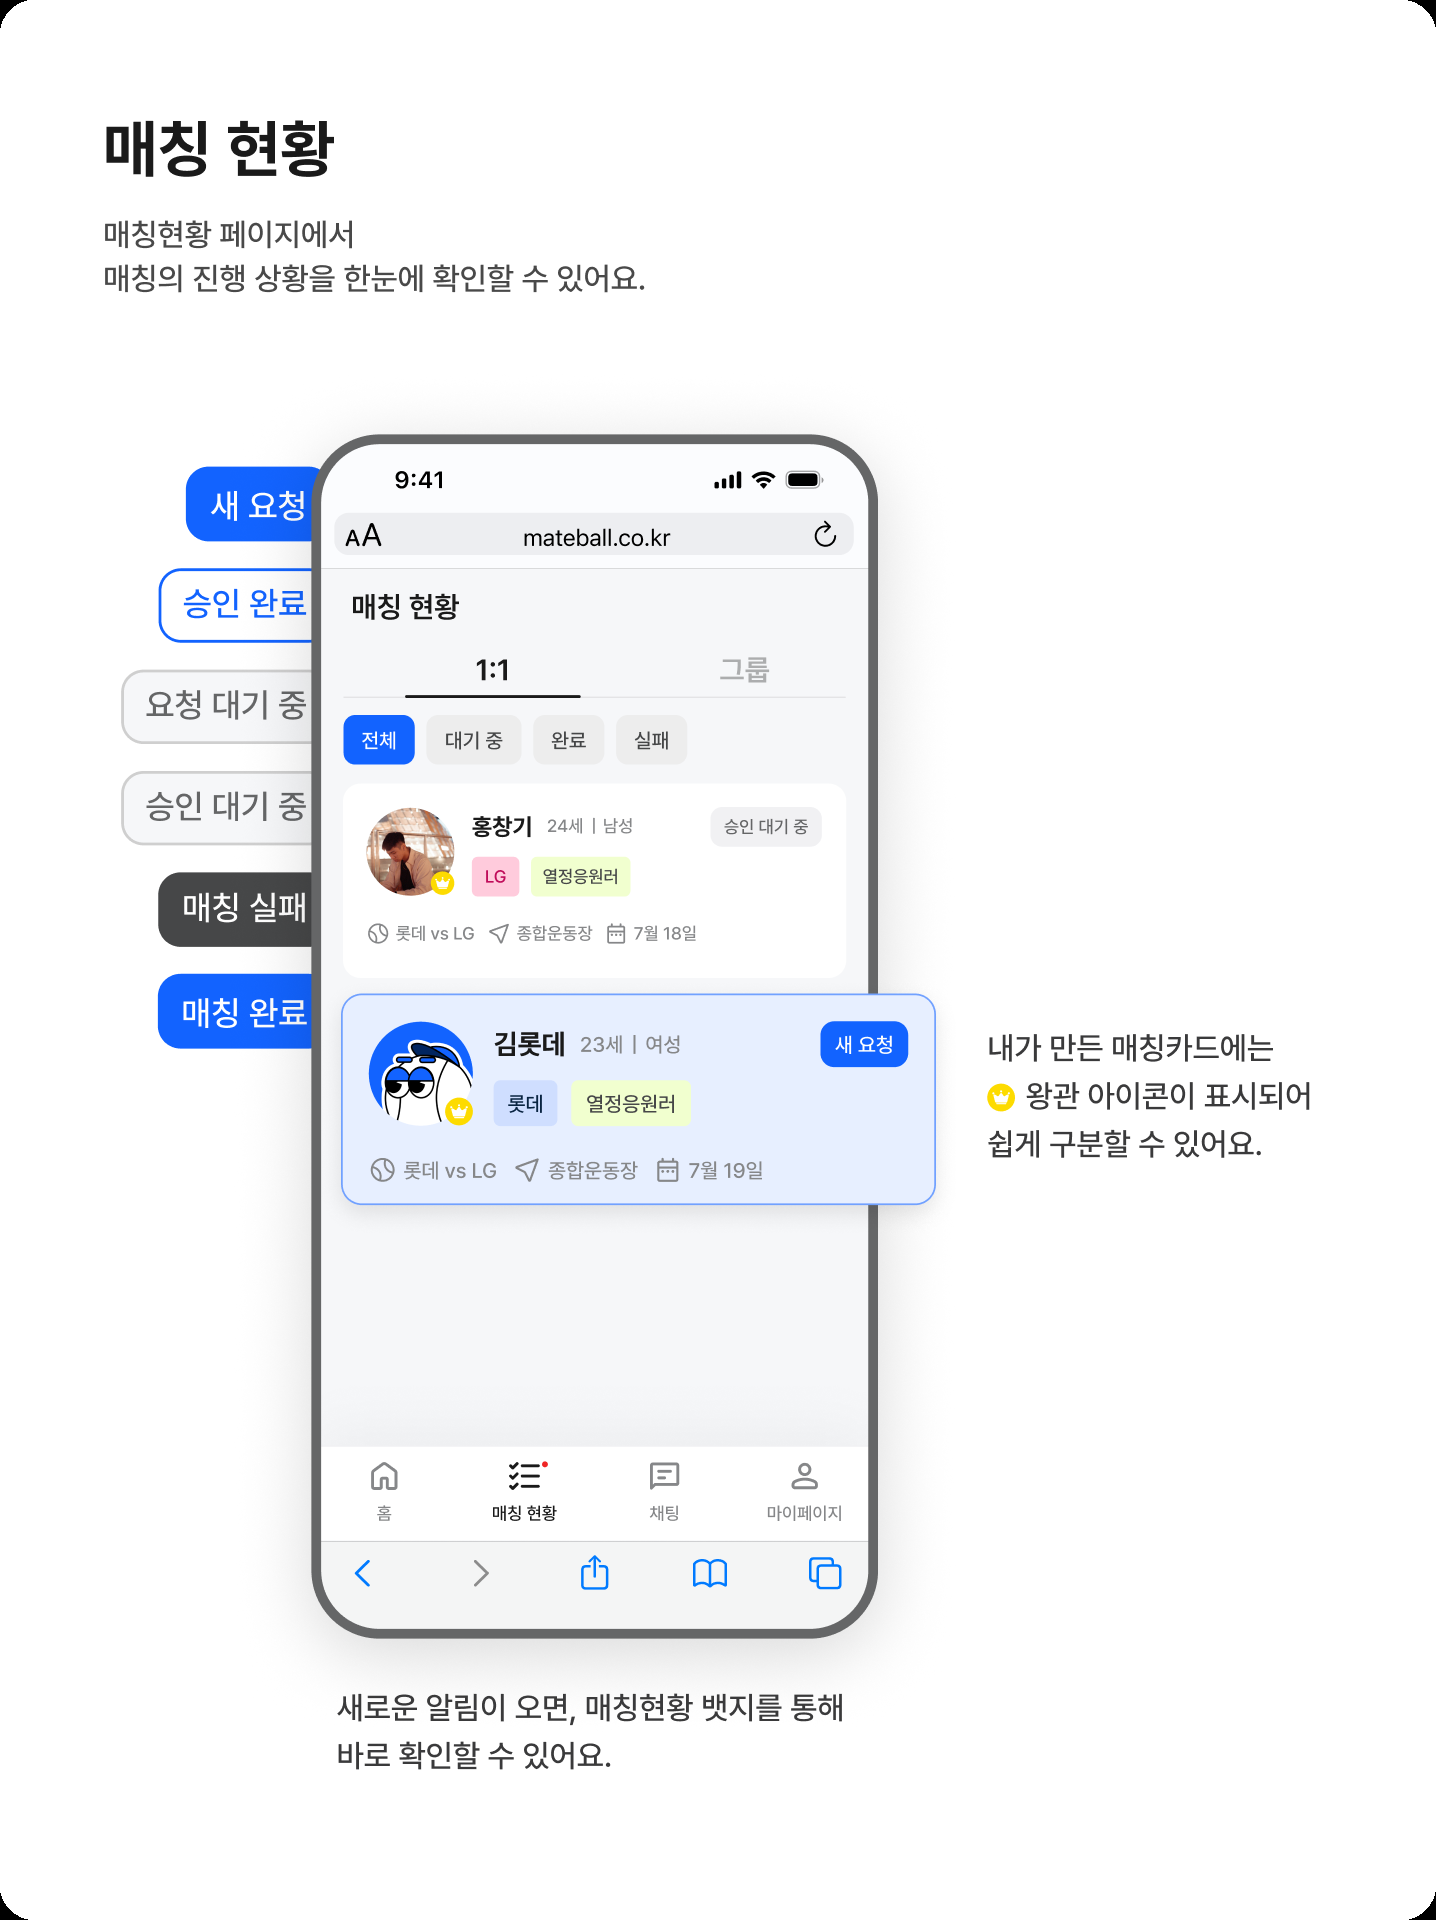 매칭 현황
매칭현황 페이지에서
매칭의 진행 상황을 한눈에 확인할 수 있어요.
새 요청
승인 완료
요청 대기 중
승인 대기 중
매칭 실패
매칭 완료
9:41
AA mateball.co.kr
매칭 현황
1:1 그룹
전체 대기 중 완료 실패
홍창기 24세 | 남성 승인 대기 중
LG 열정응원러
롯데 vs LG 종합운동장 7월 18일
김롯데 23세 | 여성 새 요청
롯데 열정응원러
롯데 vs LG 종합운동장 7월 19일
내가 만든 매칭카드에는
왕관 아이콘이 표시되어
쉽게 구분할 수 있어요.
홈 매칭 현황 채팅 마이페이지
새로운 알림이 오면, 매칭현황 뱃지를 통해
바로 확인할 수 있어요.